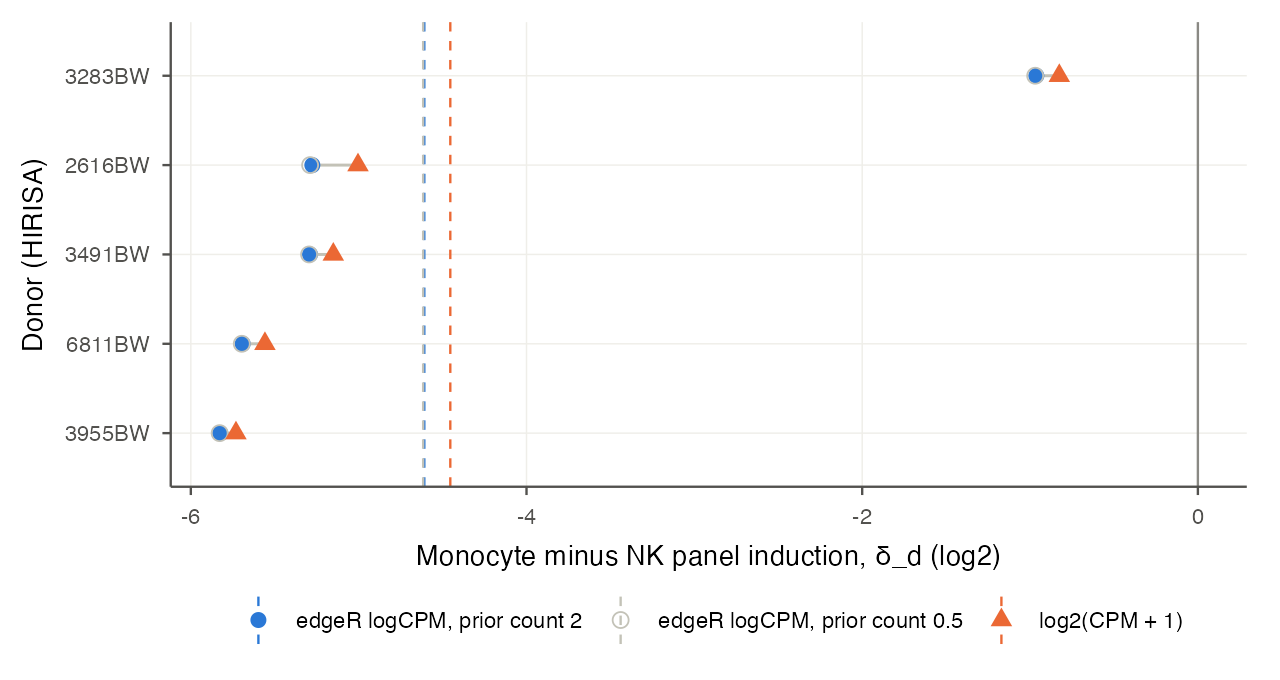 3283BW
2616BW
3491BW
6811BW
3955BW
Donor (HIRISA)
-6 -4 -2 0
Monocyte minus NK panel induction, δ_d (log2)
edgeR logCPM, prior count 2 edgeR logCPM, prior count 0.5 log2(CPM + 1)